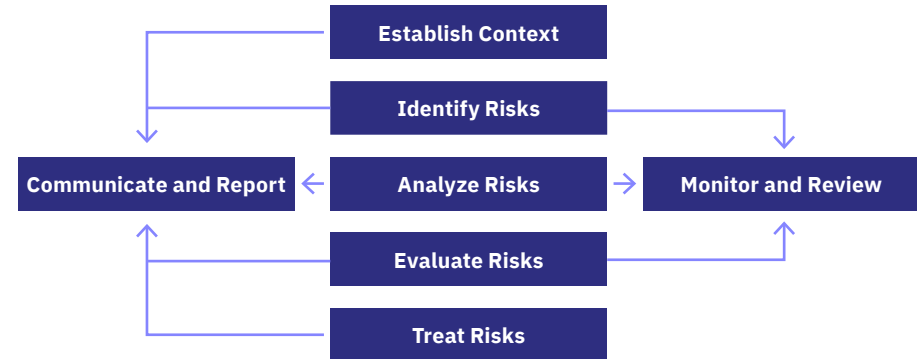 Establish Context
Identify Risks
Communicate and Report
Analyze Risks
Monitor and Review
Evaluate Risks
Treat Risks